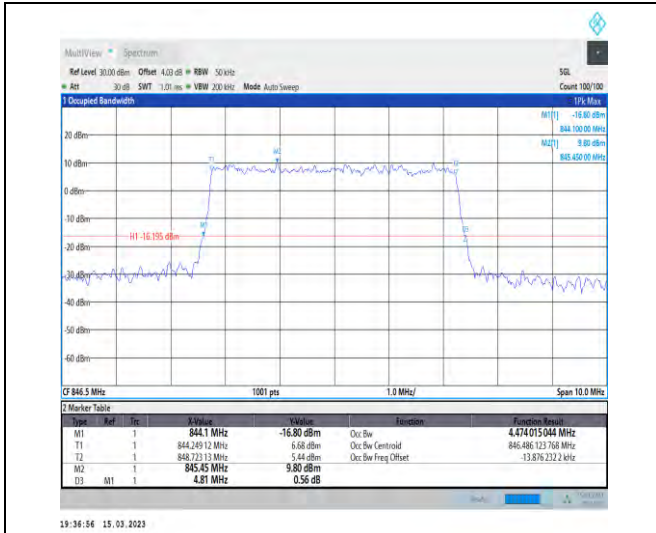 MultiView Spectrum
Ref Level 30.00 dBm Offset 4.03 dB RBW 50 kHz SGL
Att 30 dB SWT 1.01 ms VBW 200 kHz Mode Auto Sweep Count 100/100
1 Occupied Bandwidth 1Pk Max
M1[1] -16.80 dBm
844.100 00 MHz
M2[1] 9.80 dBm
845.450 00 MHz
20 dBm
M2
T1 T2
10 dBm
0 dBm
-10 dBm
M1 D3
H1 -16.195 dBm
-20 dBm
-30 dBm
-40 dBm
-50 dBm
-60 dBm
CF 846.5 MHz 1001 pts 1.0 MHz/ Span 10.0 MHz
2 Marker Table
Type Ref Trc X-Value Y-Value Function Function Result
M1 1 844.1 MHz -16.80 dBm Occ Bw 4.474 015 044 MHz
T1 1 844.249 12 MHz 6.68 dBm Occ Bw Centroid 846.486 123 768 MHz
T2 1 848.723 13 MHz 5.44 dBm Occ Bw Freq Offset -13.876 232 2 kHz
M2 1 845.45 MHz 9.80 dBm
D3 M1 1 4.81 MHz 0.56 dB
19:36:56 15.03.2023